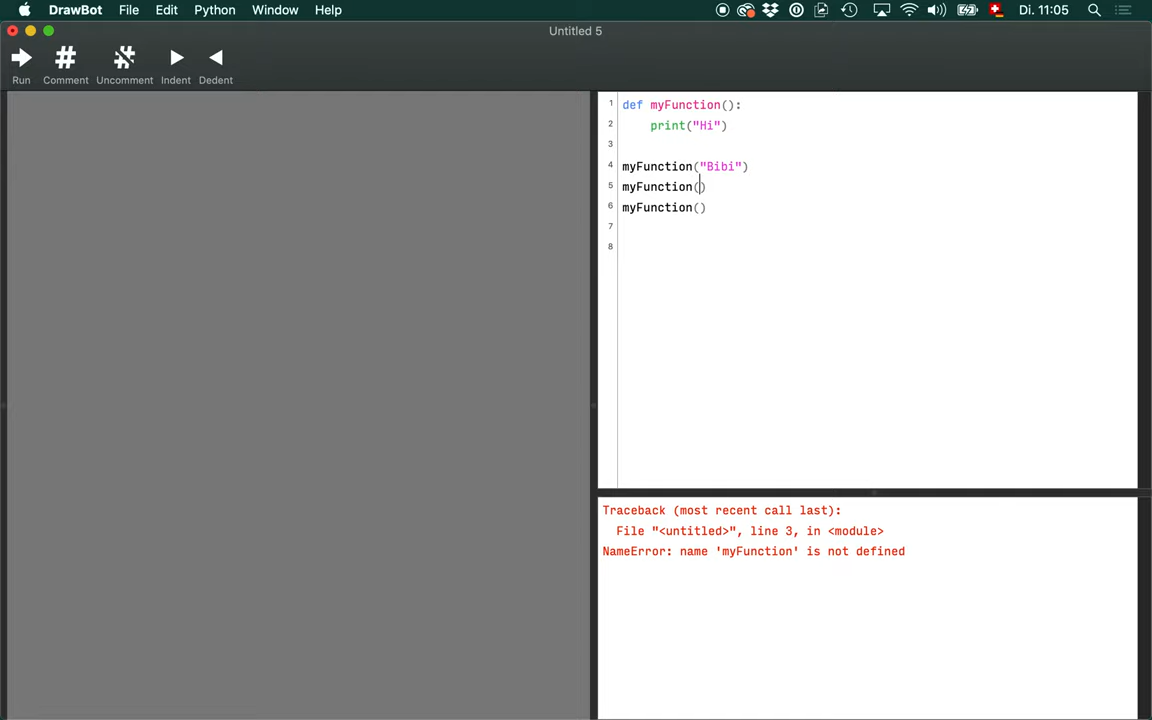 DrawBot File Edit Python Window Help Di. 11:05
Untitled 5
Run Comment Uncomment Indent Dedent
1 def myFunction():
2     print("Hi")
3
4 myFunction("Bibi")
5 myFunction()
6 myFunction()
7
8
Traceback (most recent call last):
  File "<untitled>", line 3, in <module>
NameError: name 'myFunction' is not defined